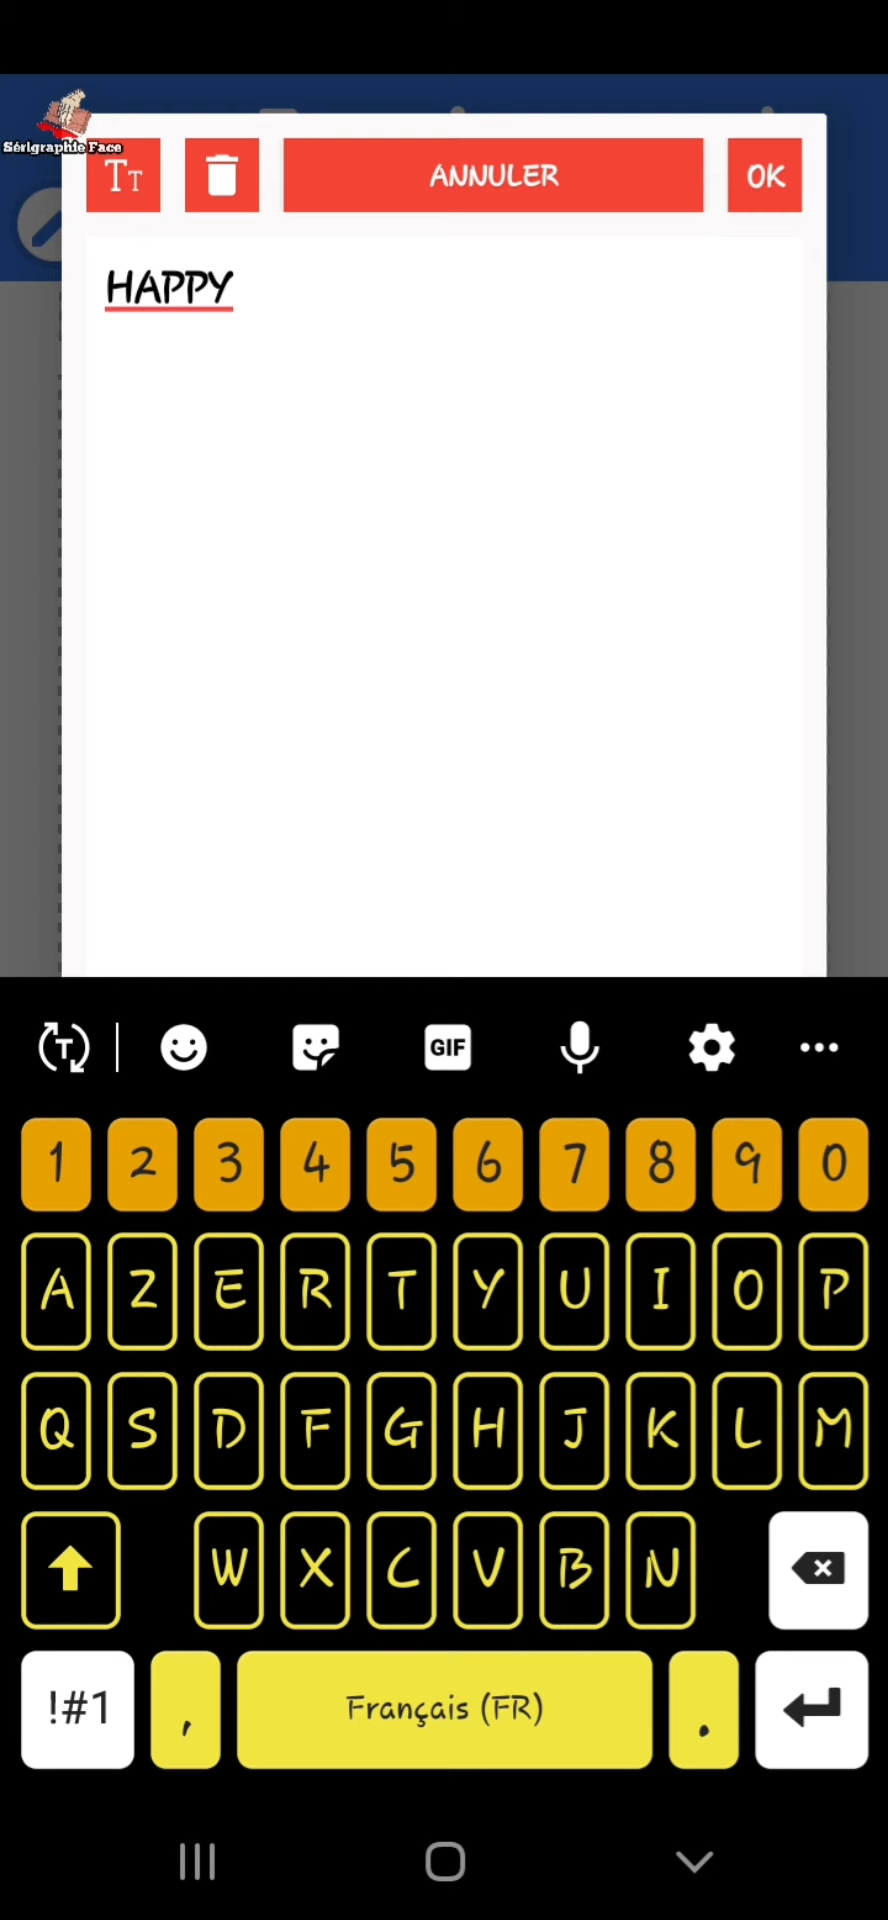 Sérigraphie Face
TT
ANNULER
OK
HAPPY
T
GIF
1 2 3 4 5 6 7 8 9 0
A Z E R T Y U I O P
Q S D F G H J K L M
W X C V B N
!#1 , Français (FR) .